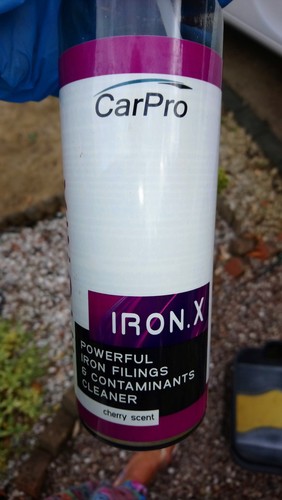 CarPro
IRON.X
POWERFUL
IRON FILINGS
& CONTAMINANTS
CLEANER
cherry scent